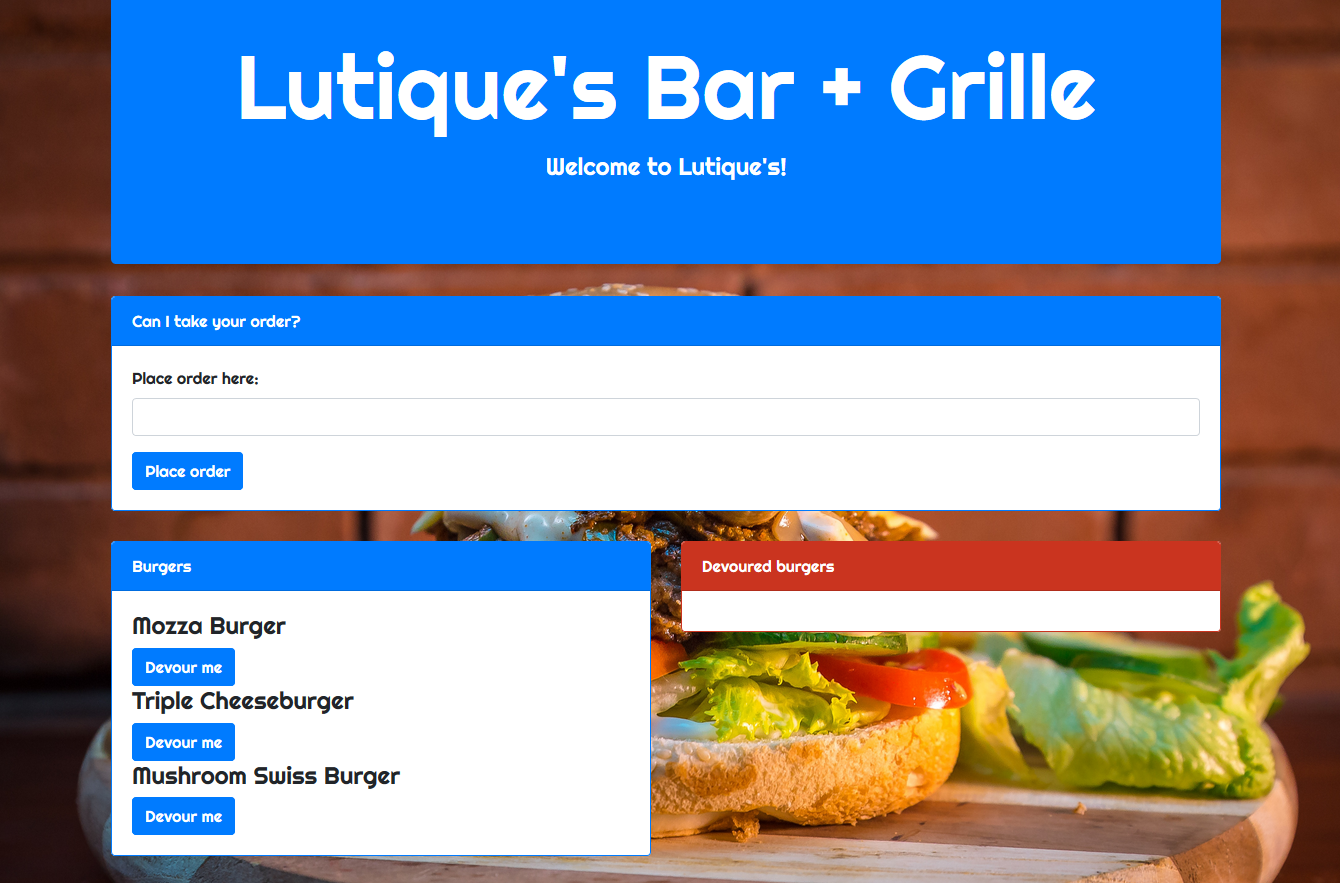 Lutique's Bar + Grille
Welcome to Lutique's!
Can I take your order?
Place order here:
Place order
Burgers
Mozza Burger
Devour me
Triple Cheeseburger
Devour me
Mushroom Swiss Burger
Devour me
Devoured burgers